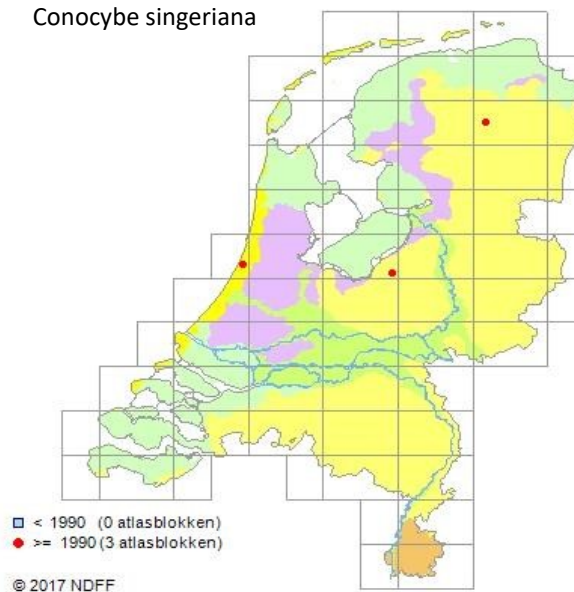 Conocybe singeriana
< 1990 (0 atlasblokken)
>= 1990 (3 atlasblokken)
© 2017 NDFF